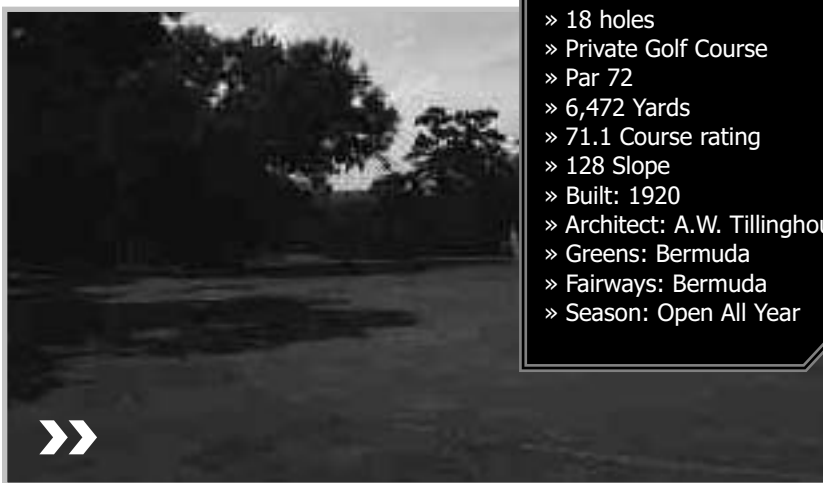 » 18 holes
» Private Golf Course
» Par 72
» 6,472 Yards
» 71.1 Course rating
» 128 Slope
» Built: 1920
» Architect: A.W.
» Greens: Bermuda
» Fairways: Bermuda
» Season: Open All Year